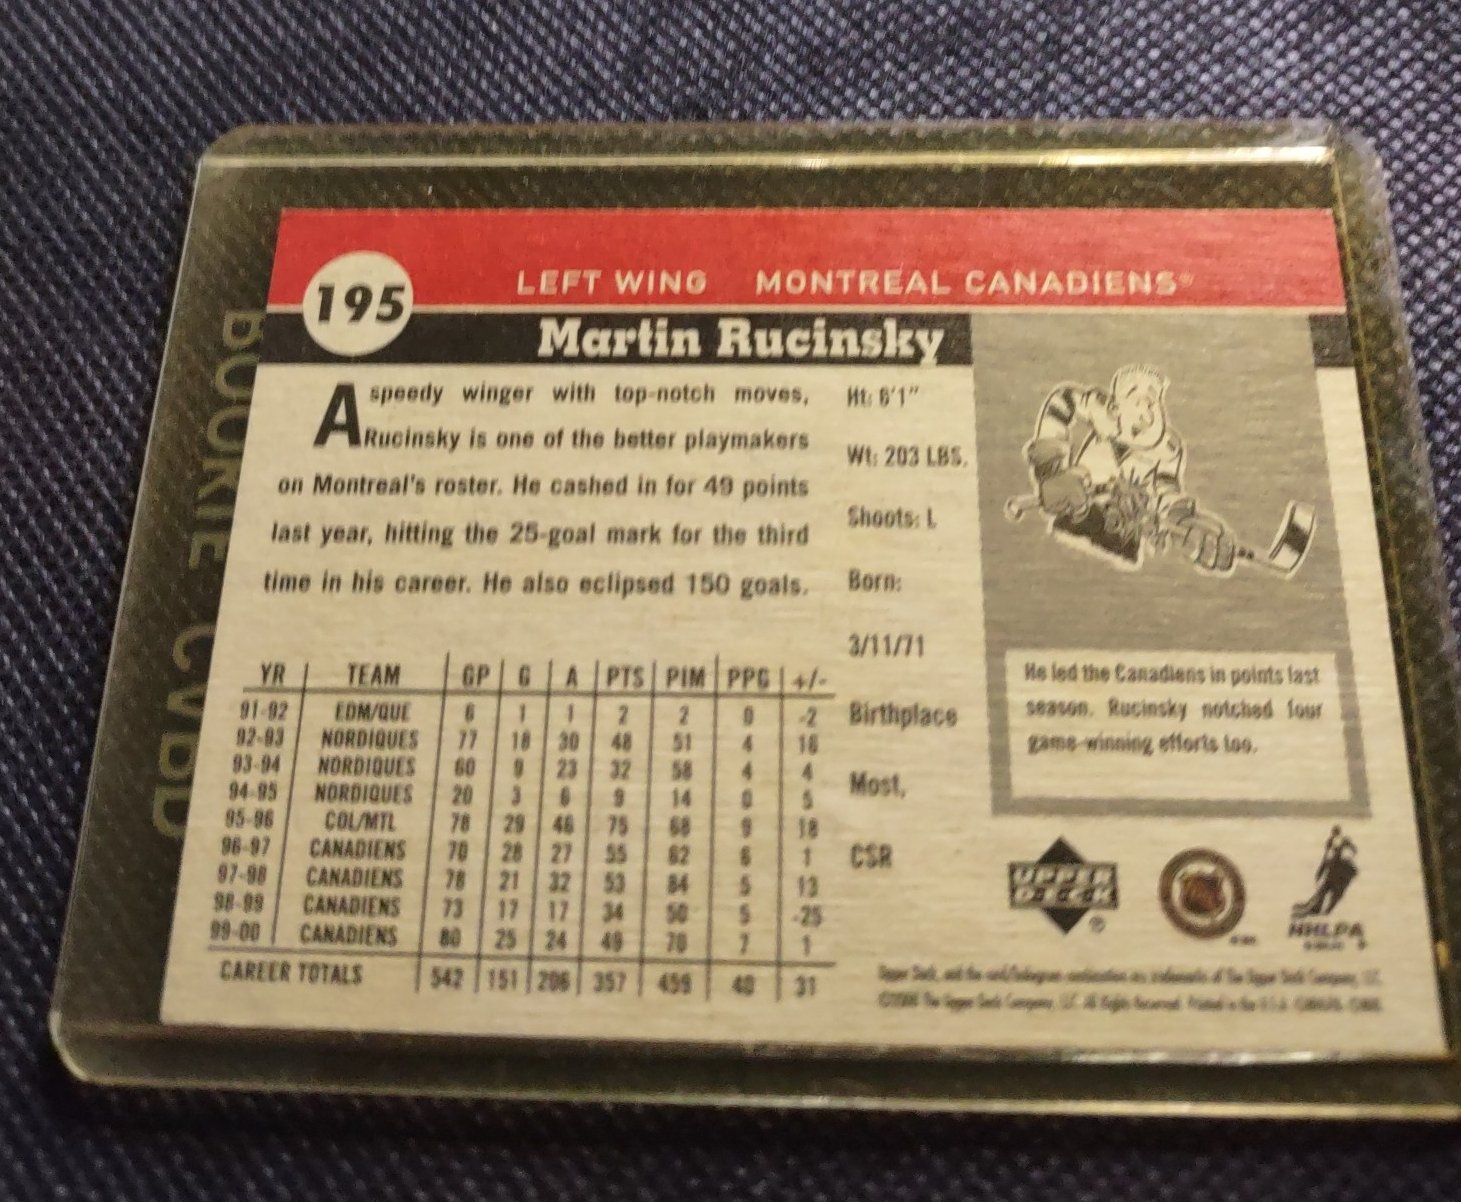 195
LEFT WING MONTREAL CANADIENS
Martin Rucinsky
A speedy winger with top-notch moves,
Rucinsky is one of the better playmakers
on Montreal's roster. He cashed in for 49 points
last year, hitting the 25-goal mark for the third
time in his career. He also eclipsed 150 goals.
Ht: 6'1"
Wt: 203 LBS.
Shoots: L
Born:
3/11/71
Birthplace
Most,
CSR
He led the Canadiens in points last
season. Rucinsky notched four
game-winning efforts too.
YR TEAM GP G A PTS PIM PPG +/-
91-92 EDM/QUE 6 1 1 2 2 0 -2
92-93 NORDIQUES 77 18 30 48 51 4 16
93-94 NORDIQUES 60 9 23 32 58 4 4
94-95 NORDIQUES 20 3 6 9 14 0 5
95-96 COL/MTL 78 29 46 75 68 9 18
96-97 CANADIENS 70 28 27 55 62 6 1
97-98 CANADIENS 78 21 32 53 84 5 13
98-99 CANADIENS 73 17 17 34 50 5 -25
99-00 CANADIENS 80 25 24 49 70 7 1
CAREER TOTALS 542 151 206 357 459 40 31
UPPER DECK
NHLPA
ROOKIE CARD